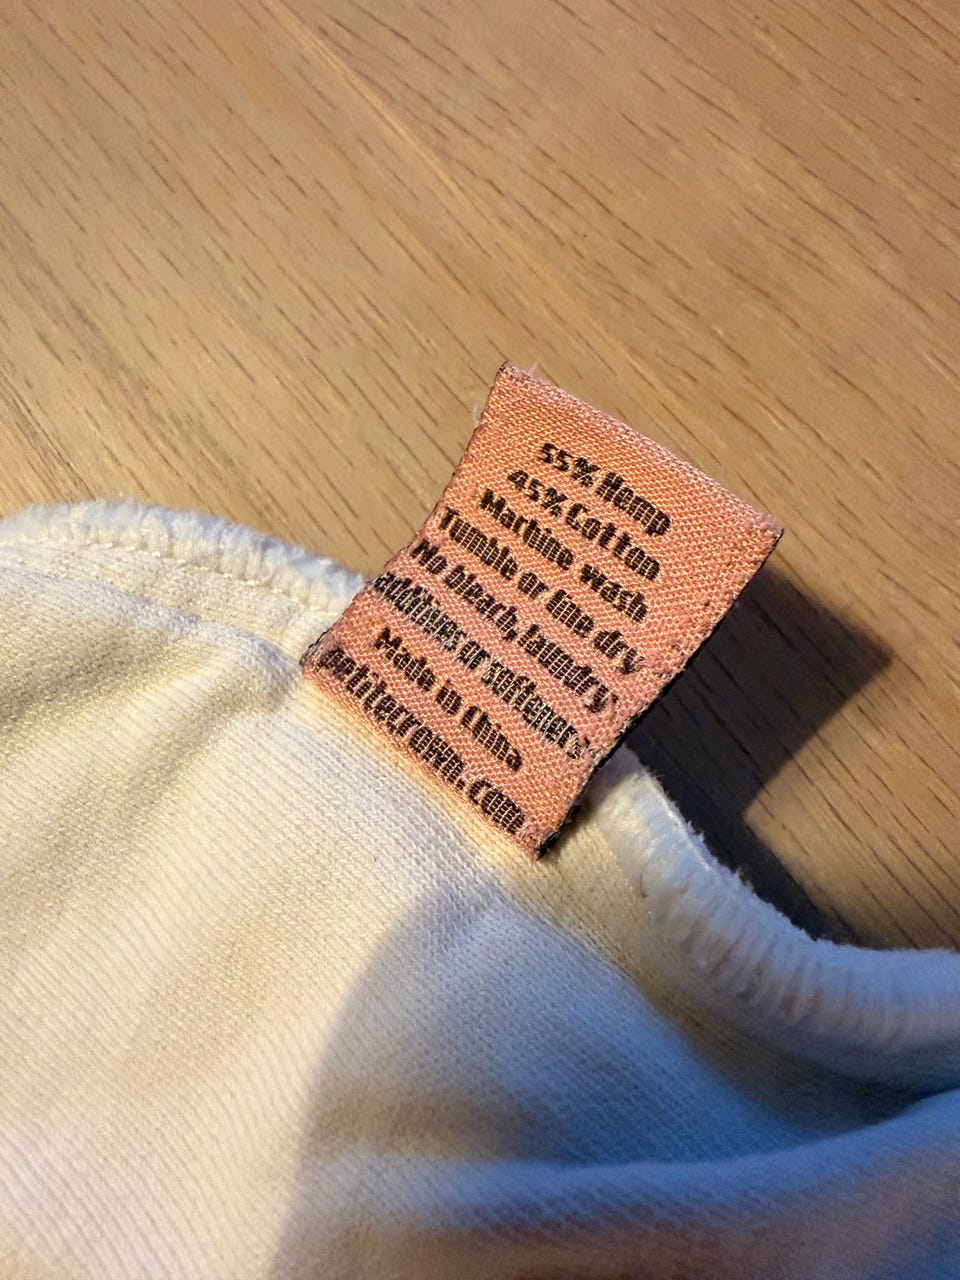 55% Hemp
45% Cotton
Machine wash
Tumble or line dry
No bleach, laundry
additives or softeners
Made in China
petitecrown.com